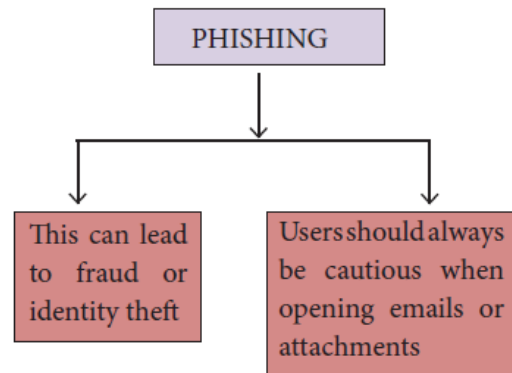 PHISHING
This can lead
to fraud or
identity theft
Users should always
be cautious when
opening emails or
attachments